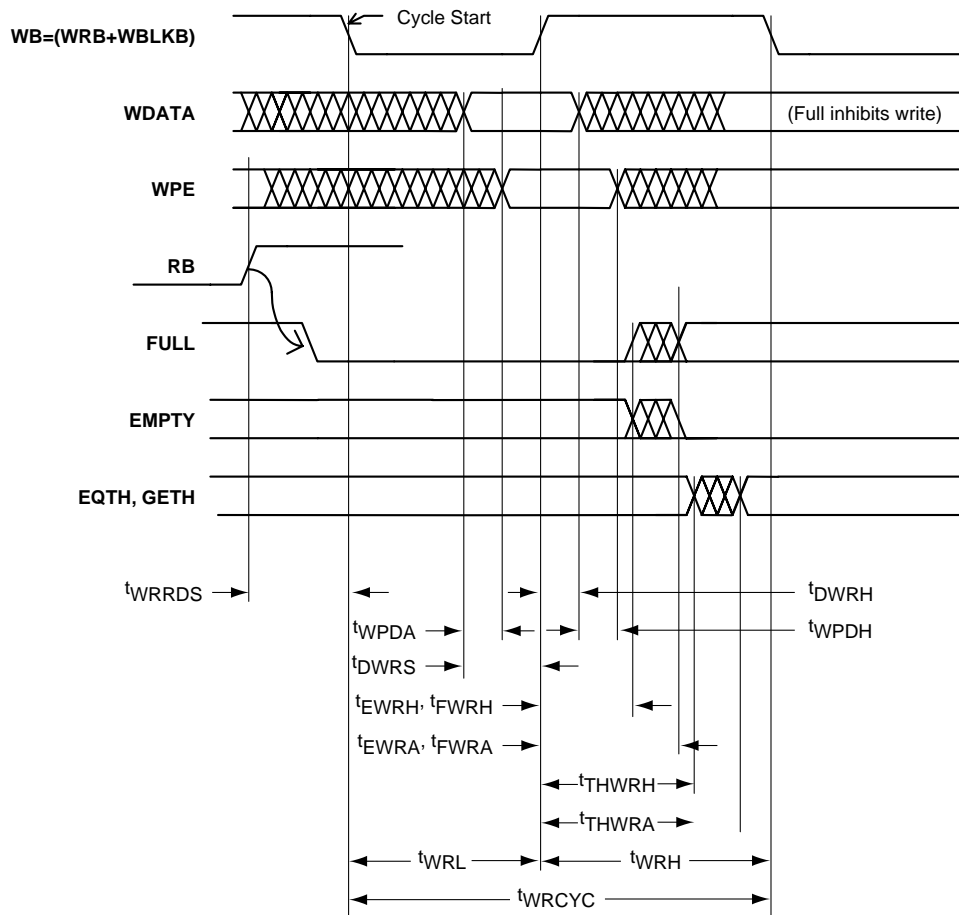 Cycle Start
WB=(WRB+WBLKB)
WDATA
(Full inhibits write)
WPE
RB
FULL
EMPTY
EQTH, GETH
tWRRDS
tDWRH
tWPDA
tWPDH
tDWRS
tEWRH, tFWRH
tEWRA, tFWRA
tTHWRH
tTHWRA
tWRL
tWRH
tWRCYC